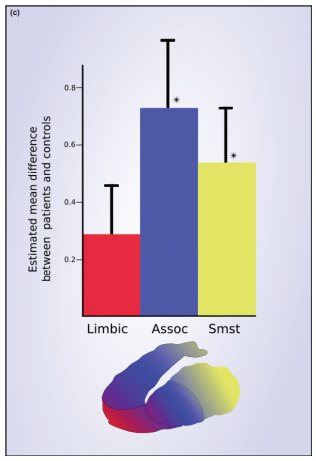 (c)
Estimated mean difference
between patients and controls
0.8
0.6
0.4
0.2
*
*
Limbic Assoc Smst